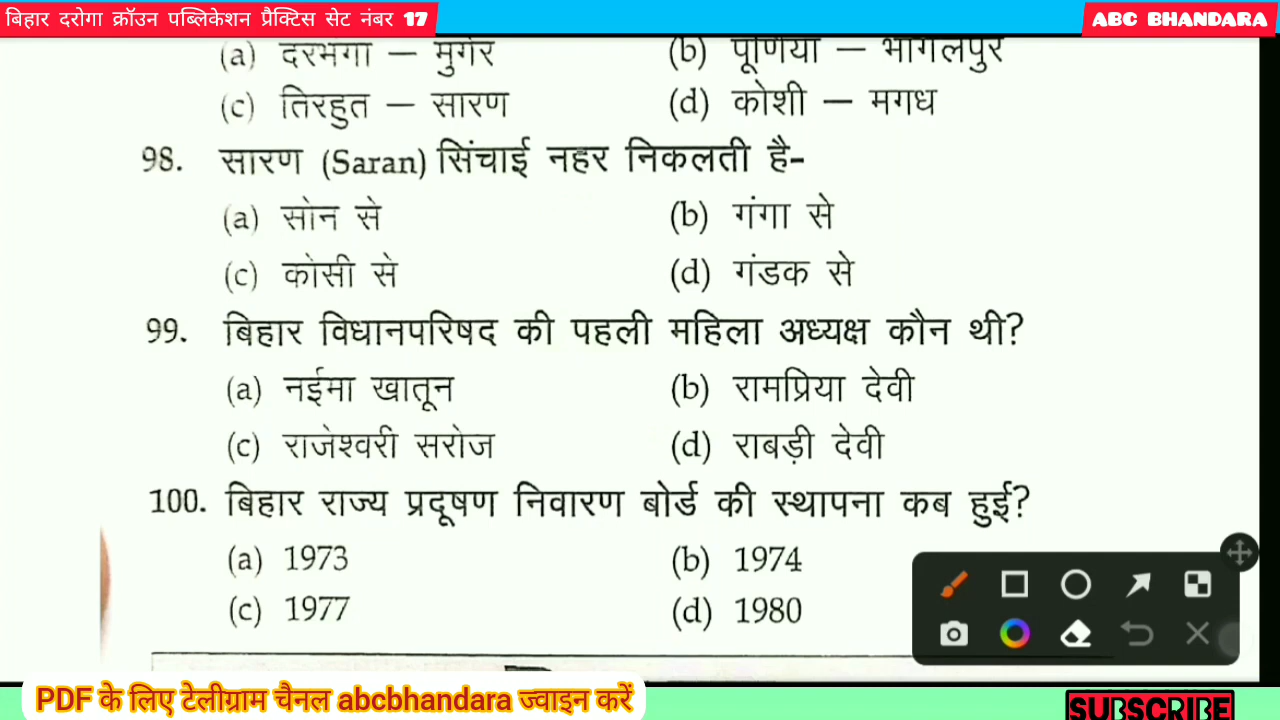 बिहार दरोगा क्रॉउन पब्लिकेशन प्रैक्टिस सेट नंबर 17
ABC BHANDARA
(a) दरभंगा – मुंगेर (b) पूर्णिया – भागलपुर
(c) तिरहुत – सारण (d) कोशी – मगध
98. सारण (Saran) सिंचाई नहर निकलती है-
(a) सोन से (b) गंगा से
(c) कोसी से (d) गंडक से
99. बिहार विधानपरिषद की पहली महिला अध्यक्ष कौन थी?
(a) नईमा खातून (b) रामप्रिया देवी
(c) राजेश्वरी सरोज (d) राबड़ी देवी
100. बिहार राज्य प्रदूषण निवारण बोर्ड की स्थापना कब हुई?
(a) 1973 (b) 1974
(c) 1977 (d) 1980
PDF के लिए टेलीग्राम चैनल abcbhandara ज्वाइन करें
SUBSCRIBE